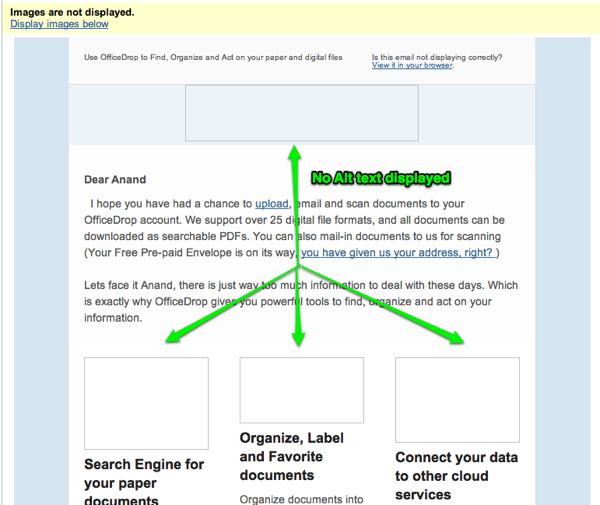 Images are not displayed.
Display images below
Use OfficeDrop to Find, Organize and Act on your paper and digital files
Is this email not displaying correctly?
View it in your browser.
No Alt text displayed
Dear Anand
I hope you have had a chance to upload, email and scan documents to your
OfficeDrop account. We support over 25 digital file formats, and all documents can be
downloaded as searchable PDFs. You can also mail-in documents to us for scanning
(Your Free Pre-paid Envelope is on its way, you have given us your address, right? )
Lets face it Anand, there is just way too much information to deal with these days. Which
is exactly why OfficeDrop gives you powerful tools to find, organize and act on your
information.
Search Engine for
your paper
documents
Organize, Label
and Favorite
documents
Organize documents into
Connect your data
to other cloud
services